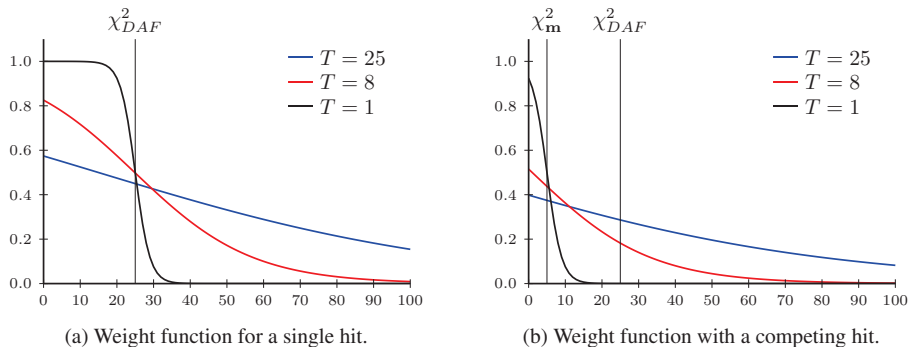 χ²_DAF
1.0
0.8
0.6
0.4
0.2
0.0
T = 25
T = 8
T = 1
0 10 20 30 40 50 60 70 80 90 100
(a) Weight function for a single hit.
χ²_m χ²_DAF
1.0
0.8
0.6
0.4
0.2
0.0
T = 25
T = 8
T = 1
0 10 20 30 40 50 60 70 80 90 100
(b) Weight function with a competing hit.